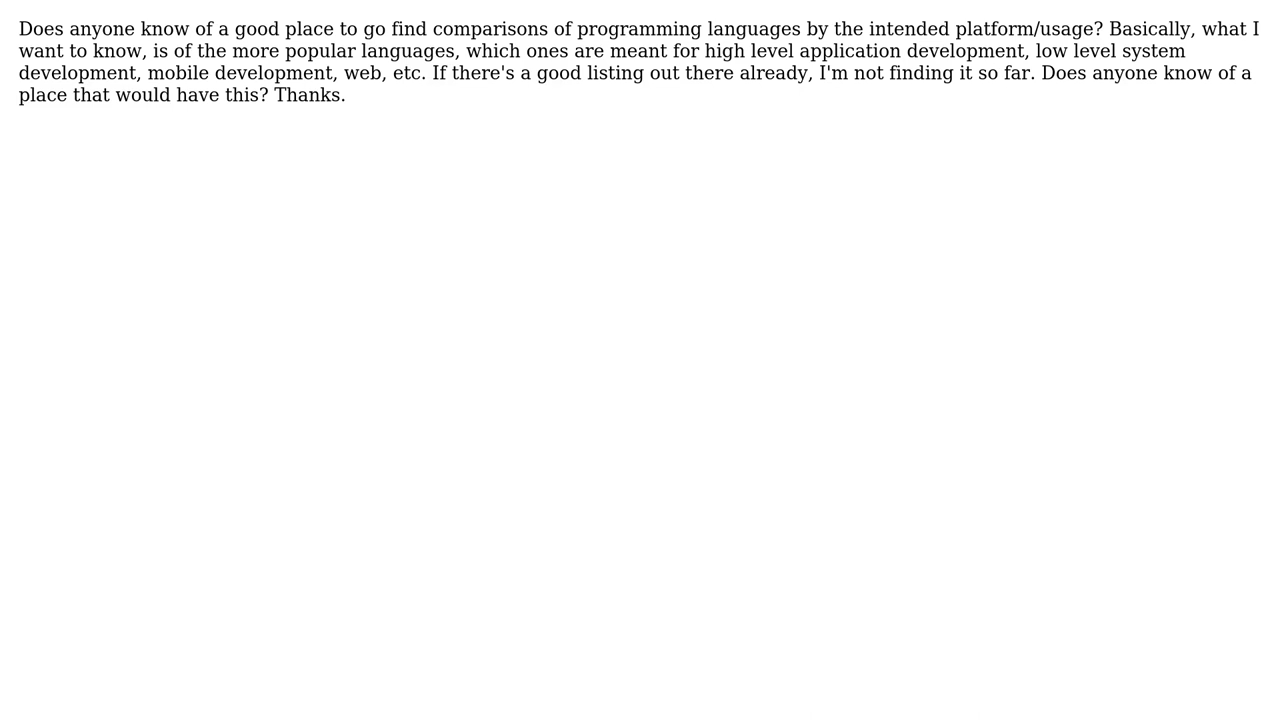 Does anyone know of a good place to go find comparisons of programming languages by the intended platform/usage? Basically, what I
want to know, is of the more popular languages, which ones are meant for high level application development, low level system
development, mobile development, web, etc. If there's a good listing out there already, I'm not finding it so far. Does anyone know of a
place that would have this? Thanks.